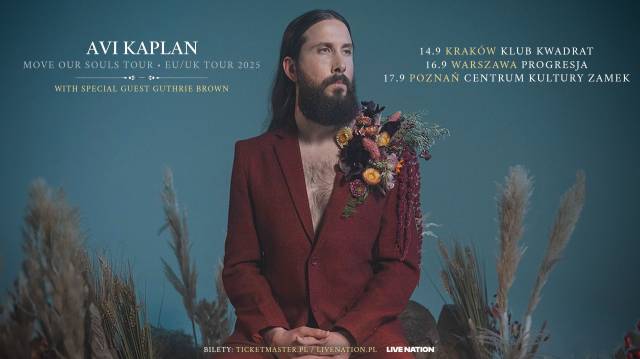 AVI KAPLAN
MOVE OUR SOULS TOUR • EU/UK TOUR 2025
WITH SPECIAL GUEST GUTHRIE BROWN
14.9 KRAKÓW KLUB KWADRAT
16.9 WARSZAWA PROGRESJA
17.9 POZNAŃ CENTRUM KULTURY ZAMEK
BILETY: TICKETMASTER.PL / LIVENATION.PL LIVE NATION